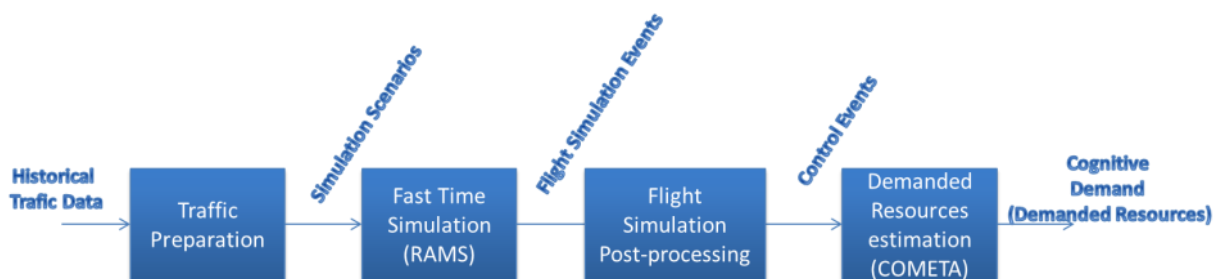 Historical
Trafic Data
Traffic
Preparation
Simulation Scenarios
Fast Time
Simulation
(RAMS)
Flight Simulation Events
Flight
Simulation
Post-processing
Control Events
Demanded
Resources
estimation
(COMETA)
Cognitive
Demand
(Demanded Resources)